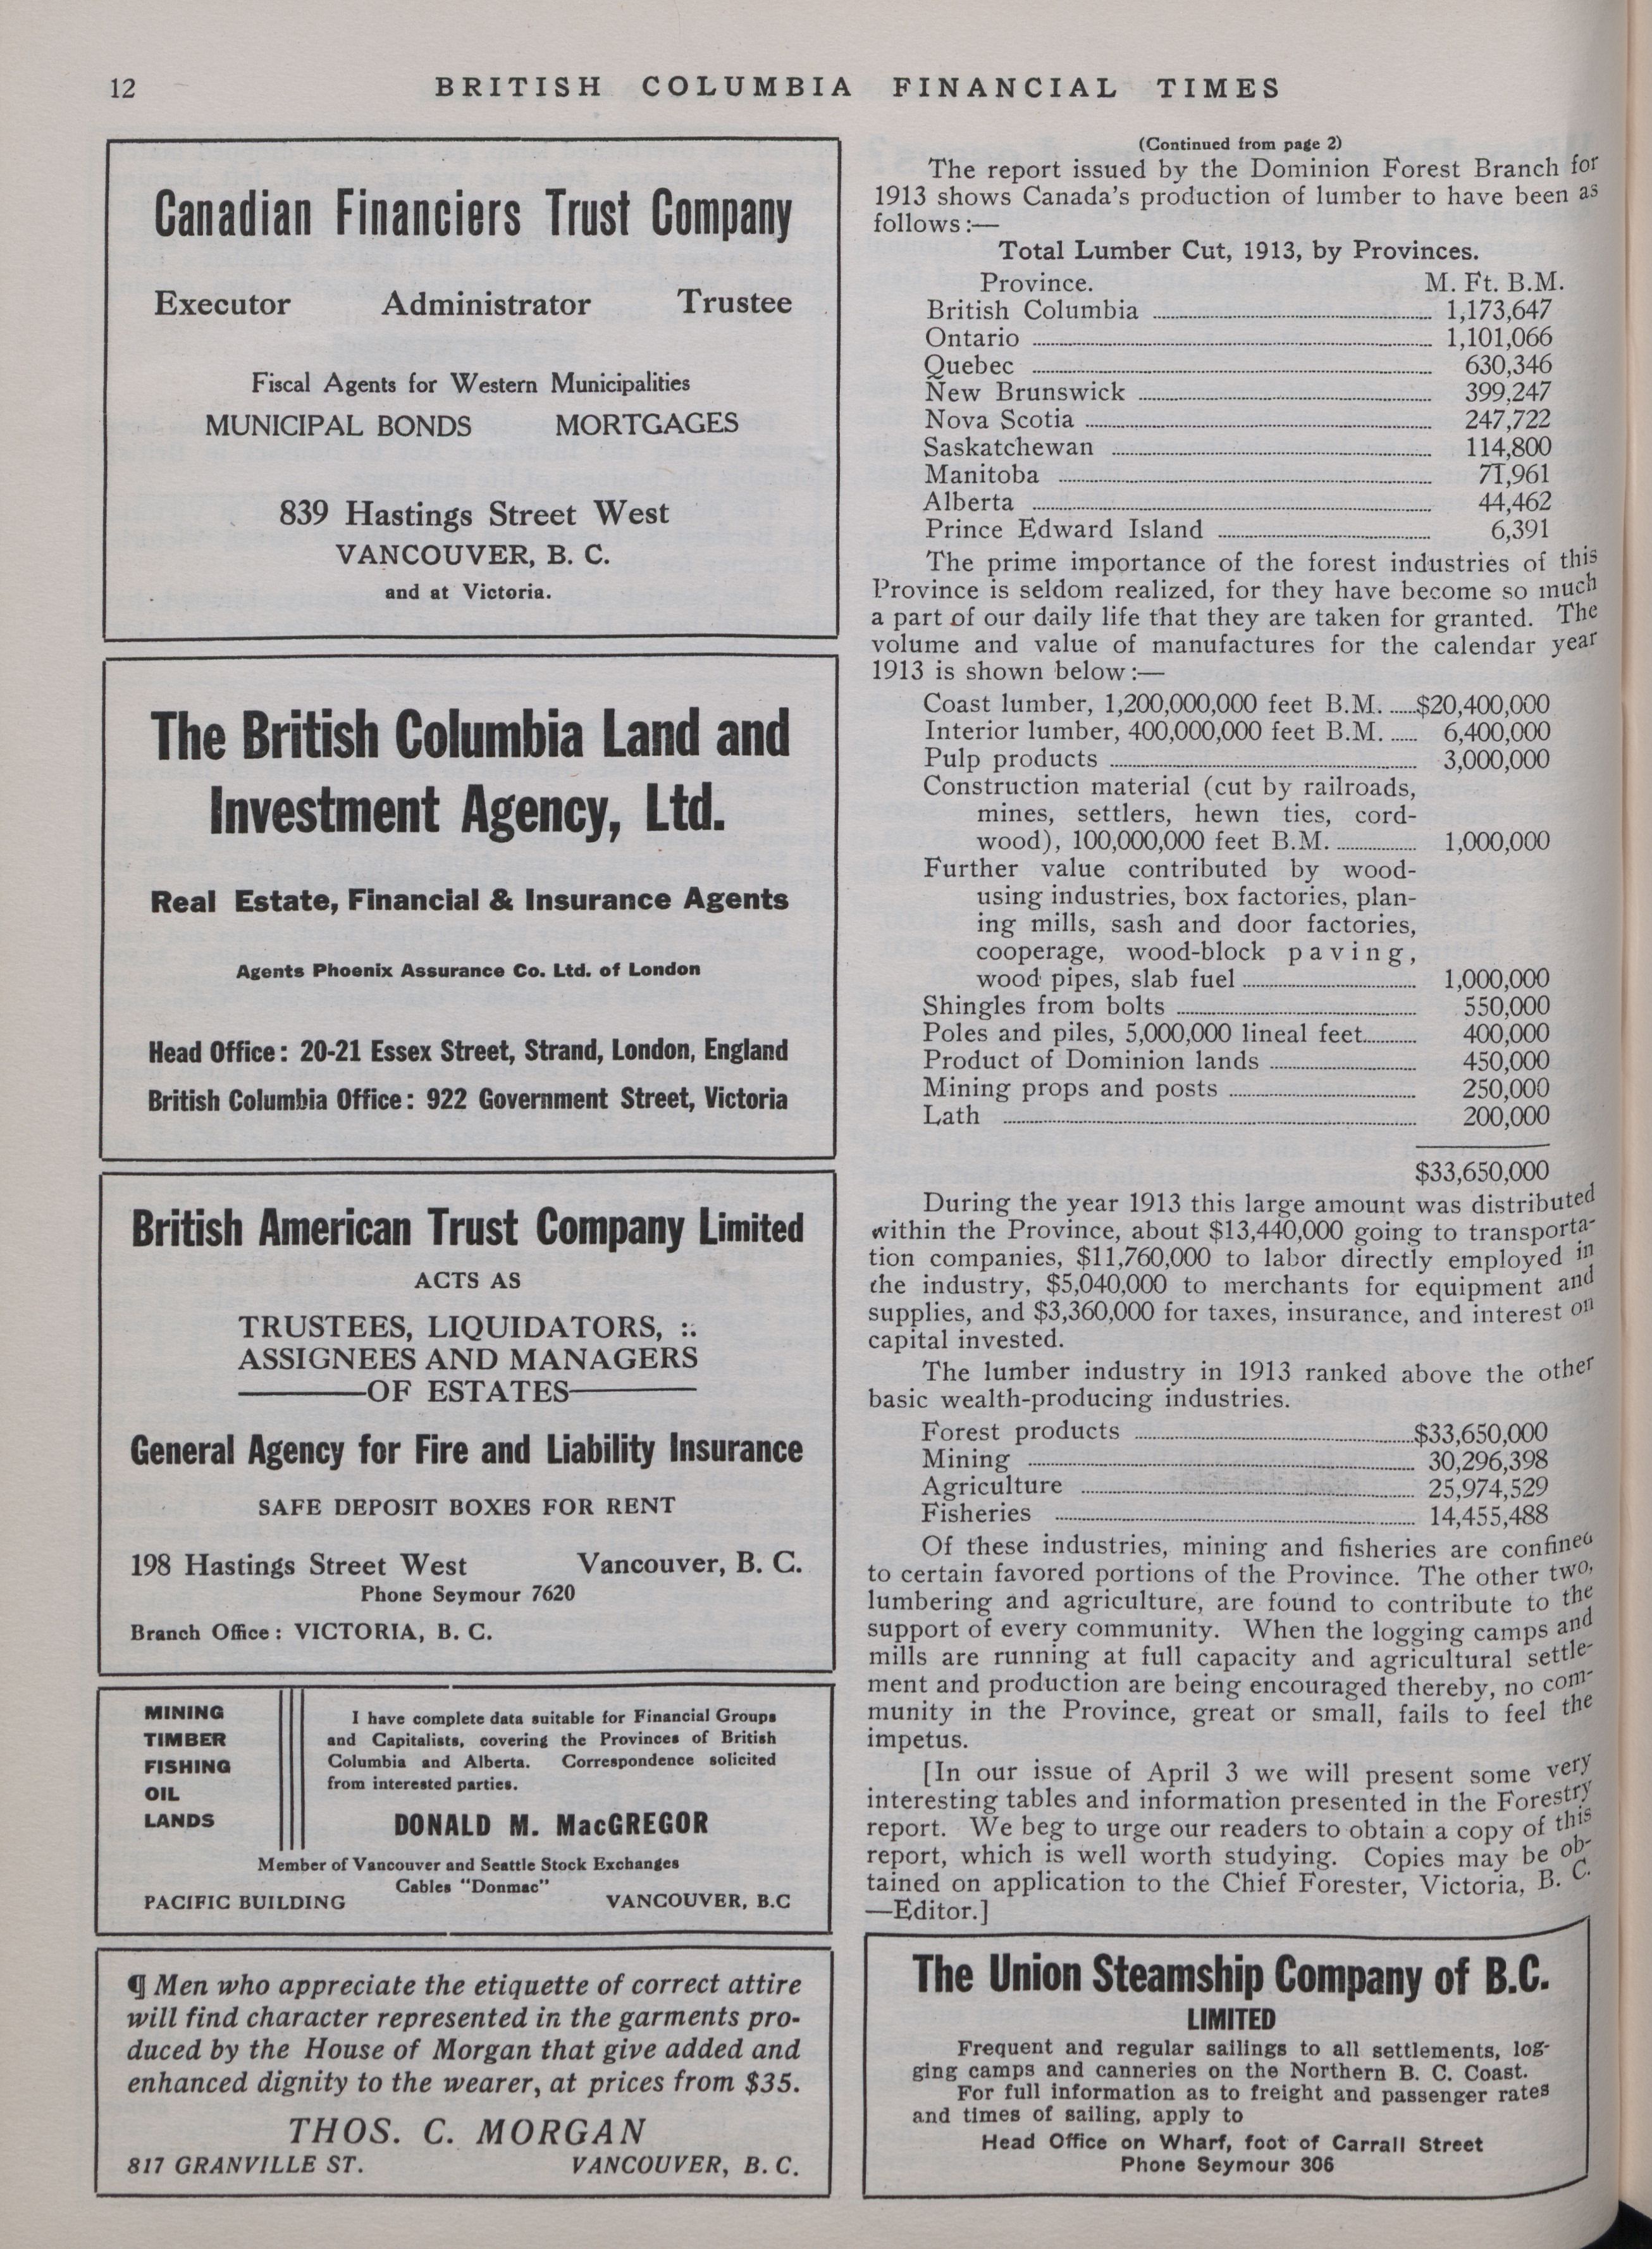 12
BRITISH COLUMBIA FINANCIAL TIMES
Canadian Financiers Trust Company
Executor Administrator Trustee
Fiscal Agents for Western Municipalities
MUNICIPAL BONDS MORTGAGES
839 Hastings Street West
VANCOUVER, B. C.
and at Victoria.
The British Columbia Land and
Investment Agency, Ltd.
Real Estate, Financial & Insurance Agents
Agents Phoenix Assurance Co. Ltd. of London
Head Office: 20-21 Essex Street, Strand, London, England
British Columbia Office: 922 Government Street, Victoria
British American Trust Company Limited
ACTS AS
TRUSTEES, LIQUIDATORS, :.
ASSIGNEES AND MANAGERS
OF ESTATES
General Agency for Fire and Liability Insurance
SAFE DEPOSIT BOXES FOR RENT
198 Hastings Street West Vancouver, B. C.
Phone Seymour 7620
Branch Office: VICTORIA, B. C.
MINING
TIMBER
FISHING
OIL
LANDS
I have complete data suitable for Financial Groups
and Capitalists, covering the Provinces of British
Columbia and Alberta. Correspondence solicited
from interested parties.
DONALD M. MacGREGOR
Member of Vancouver and Seattle Stock Exchanges
Cables "Donmac"
PACIFIC BUILDING VANCOUVER, B.C
¶ Men who appreciate the etiquette of correct attire
will find character represented in the garments pro-
duced by the House of Morgan that give added and
enhanced dignity to the wearer, at prices from $35.
THOS. C. MORGAN
817 GRANVILLE ST. VANCOUVER, B. C.
(Continued from page 2)
The report issued by the Dominion Forest Branch for
1913 shows Canada's production of lumber to have been as
follows:—
Total Lumber Cut, 1913, by Provinces.
Province. M. Ft. B.M.
British Columbia 1,173,647
Ontario 1,101,066
Quebec 630,346
New Brunswick 399,247
Nova Scotia 247,722
Saskatchewan 114,800
Manitoba 71,961
Alberta 44,462
Prince Edward Island 6,391
The prime importance of the forest industries of this
Province is seldom realized, for they have become so much
a part of our daily life that they are taken for granted. The
volume and value of manufactures for the calendar year
1913 is shown below:—
Coast lumber, 1,200,000,000 feet B.M. $20,400,000
Interior lumber, 400,000,000 feet B.M. 6,400,000
Pulp products 3,000,000
Construction material (cut by railroads,
mines, settlers, hewn ties, cord-
wood), 100,000,000 feet B.M. 1,000,000
Further value contributed by wood-
using industries, box factories, plan-
ing mills, sash and door factories,
cooperage, wood-block paving,
wood pipes, slab fuel 1,000,000
Shingles from bolts 550,000
Poles and piles, 5,000,000 lineal feet 400,000
Product of Dominion lands 450,000
Mining props and posts 250,000
Lath 200,000
$33,650,000
During the year 1913 this large amount was distributed
within the Province, about $13,440,000 going to transporta-
tion companies, $11,760,000 to labor directly employed in
the industry, $5,040,000 to merchants for equipment and
supplies, and $3,360,000 for taxes, insurance, and interest on
capital invested.
The lumber industry in 1913 ranked above the other
basic wealth-producing industries.
Forest products $33,650,000
Mining 30,296,398
Agriculture 25,974,529
Fisheries 14,455,488
Of these industries, mining and fisheries are confined
to certain favored portions of the Province. The other two,
lumbering and agriculture, are found to contribute to the
support of every community. When the logging camps and
mills are running at full capacity and agricultural settle-
ment and production are being encouraged thereby, no com-
munity in the Province, great or small, fails to feel the
impetus.
[In our issue of April 3 we will present some very
interesting tables and information presented in the Forestry
report. We beg to urge our readers to obtain a copy of this
report, which is well worth studying. Copies may be ob-
tained on application to the Chief Forester, Victoria, B. C.
—Editor.]
The Union Steamship Company of B.C.
LIMITED
Frequent and regular sailings to all settlements, log-
ging camps and canneries on the Northern B. C. Coast.
For full information as to freight and passenger rates
and times of sailing, apply to
Head Office on Wharf, foot of Carrall Street
Phone Seymour 306